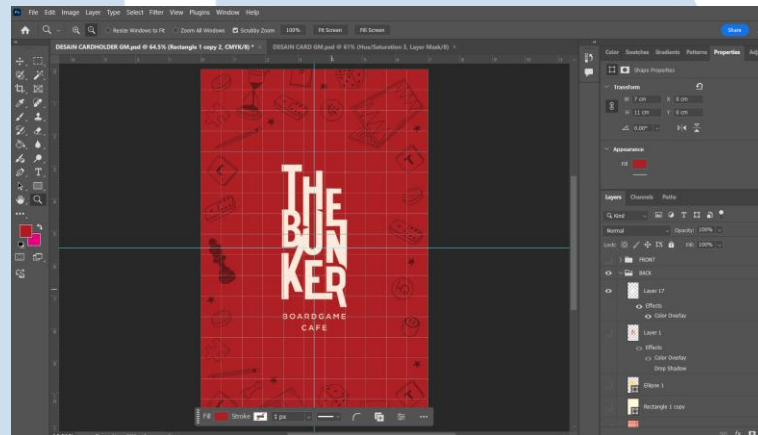 File Edit Image Layer Type Select Filter View Plugins Window Help
Resize Windows to Fit Zoom All Windows Scrubby Zoom 100% Fit Screen Fill Screen Share
DESAIN CARDHOLDER GM.psd @ 64,5% (Rectangle 1 copy 2, CMYK/8) * × DESAIN CARD GM.psd @ 61% (Hue/Saturation 3, Layer Mask/8) ×
Color Swatches Gradients Patterns Properties
Shape Properties
Transform
W: 7 cm X: 0 cm
H: 11 cm Y: 0 cm
0,00°
Appearance
Fill
Layers Channels Paths
Kind
Normal Opacity: 100%
Lock: Fill: 100%
FRONT
BACK
Layer 17
Effects
Color Overlay
Layer 1
Effects
Color Overlay
Drop Shadow
Ellipse 1
Rectangle 1 copy
THE
BUN
KER
BOARDGAME
CAFE
Fill Stroke 1 px